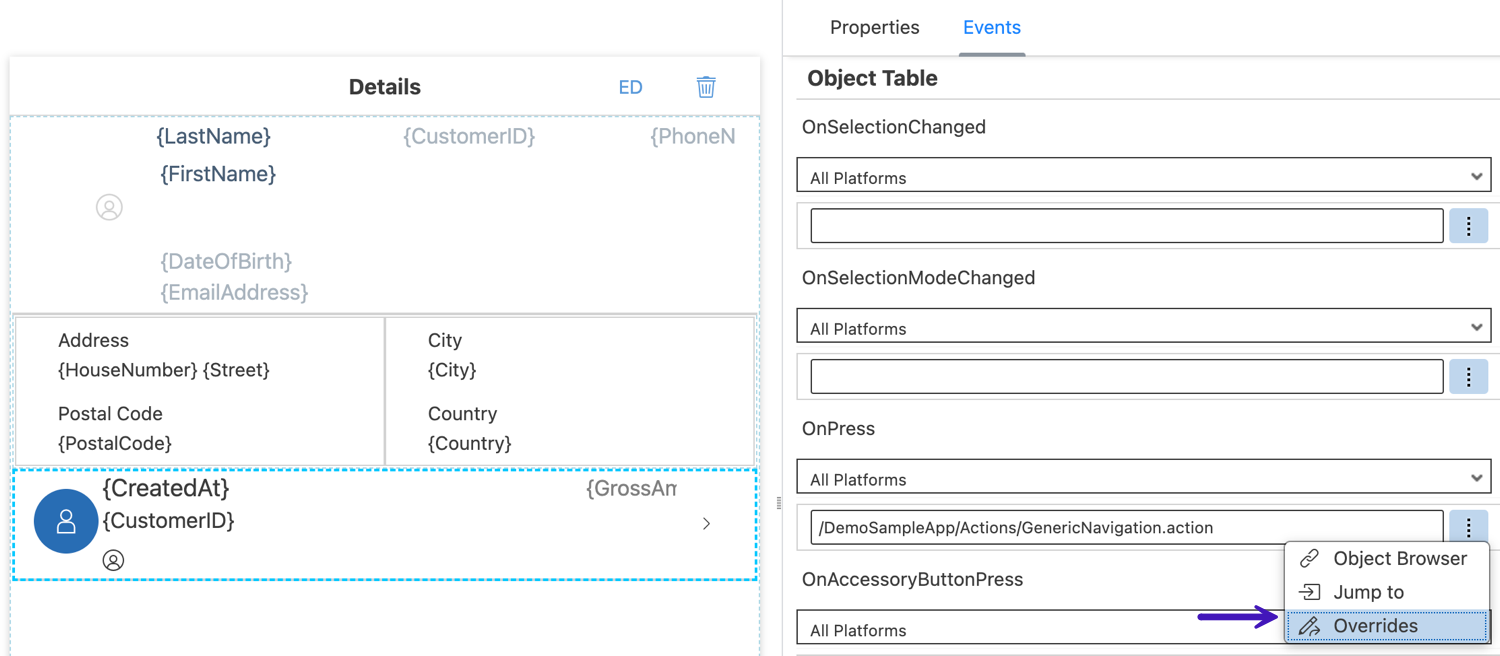 Details ED
{LastName} {CustomerID} {PhoneN
{FirstName}
{DateOfBirth}
{EmailAddress}
Address
{HouseNumber} {Street}
Postal Code
{PostalCode}
City
{City}
Country
{Country}
{CreatedAt} {GrossAm
{CustomerID}
Properties Events
Object Table
OnSelectionChanged
All Platforms
OnSelectionModeChanged
All Platforms
OnPress
All Platforms
/DemoSampleApp/Actions/GenericNavigation.action
Object Browser
Jump to
Overrides
OnAccessoryButtonPress
All Platforms